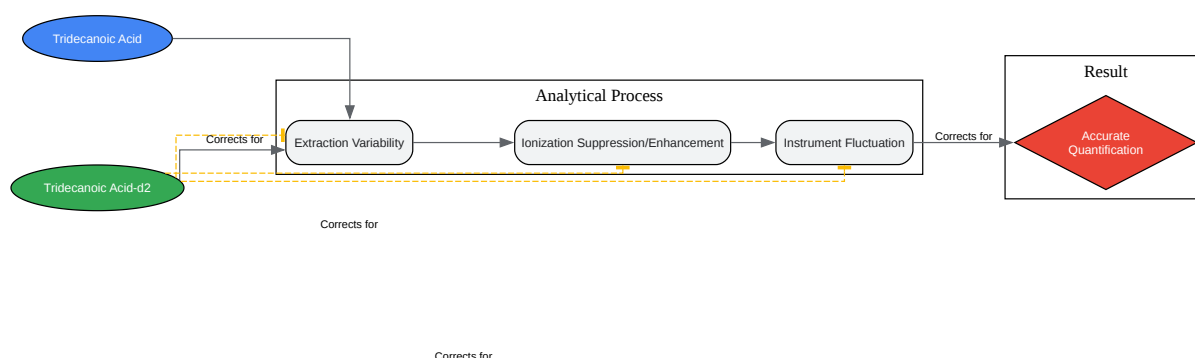 Tridecanoic Acid
Result
Analytical Process
Accurate
Quantification
Corrects for
Extraction Variability
Ionization Suppression/Enhancement
Instrument Fluctuation
Corrects for
Tridecanoic Acid-d2
Corrects for
Corrects for